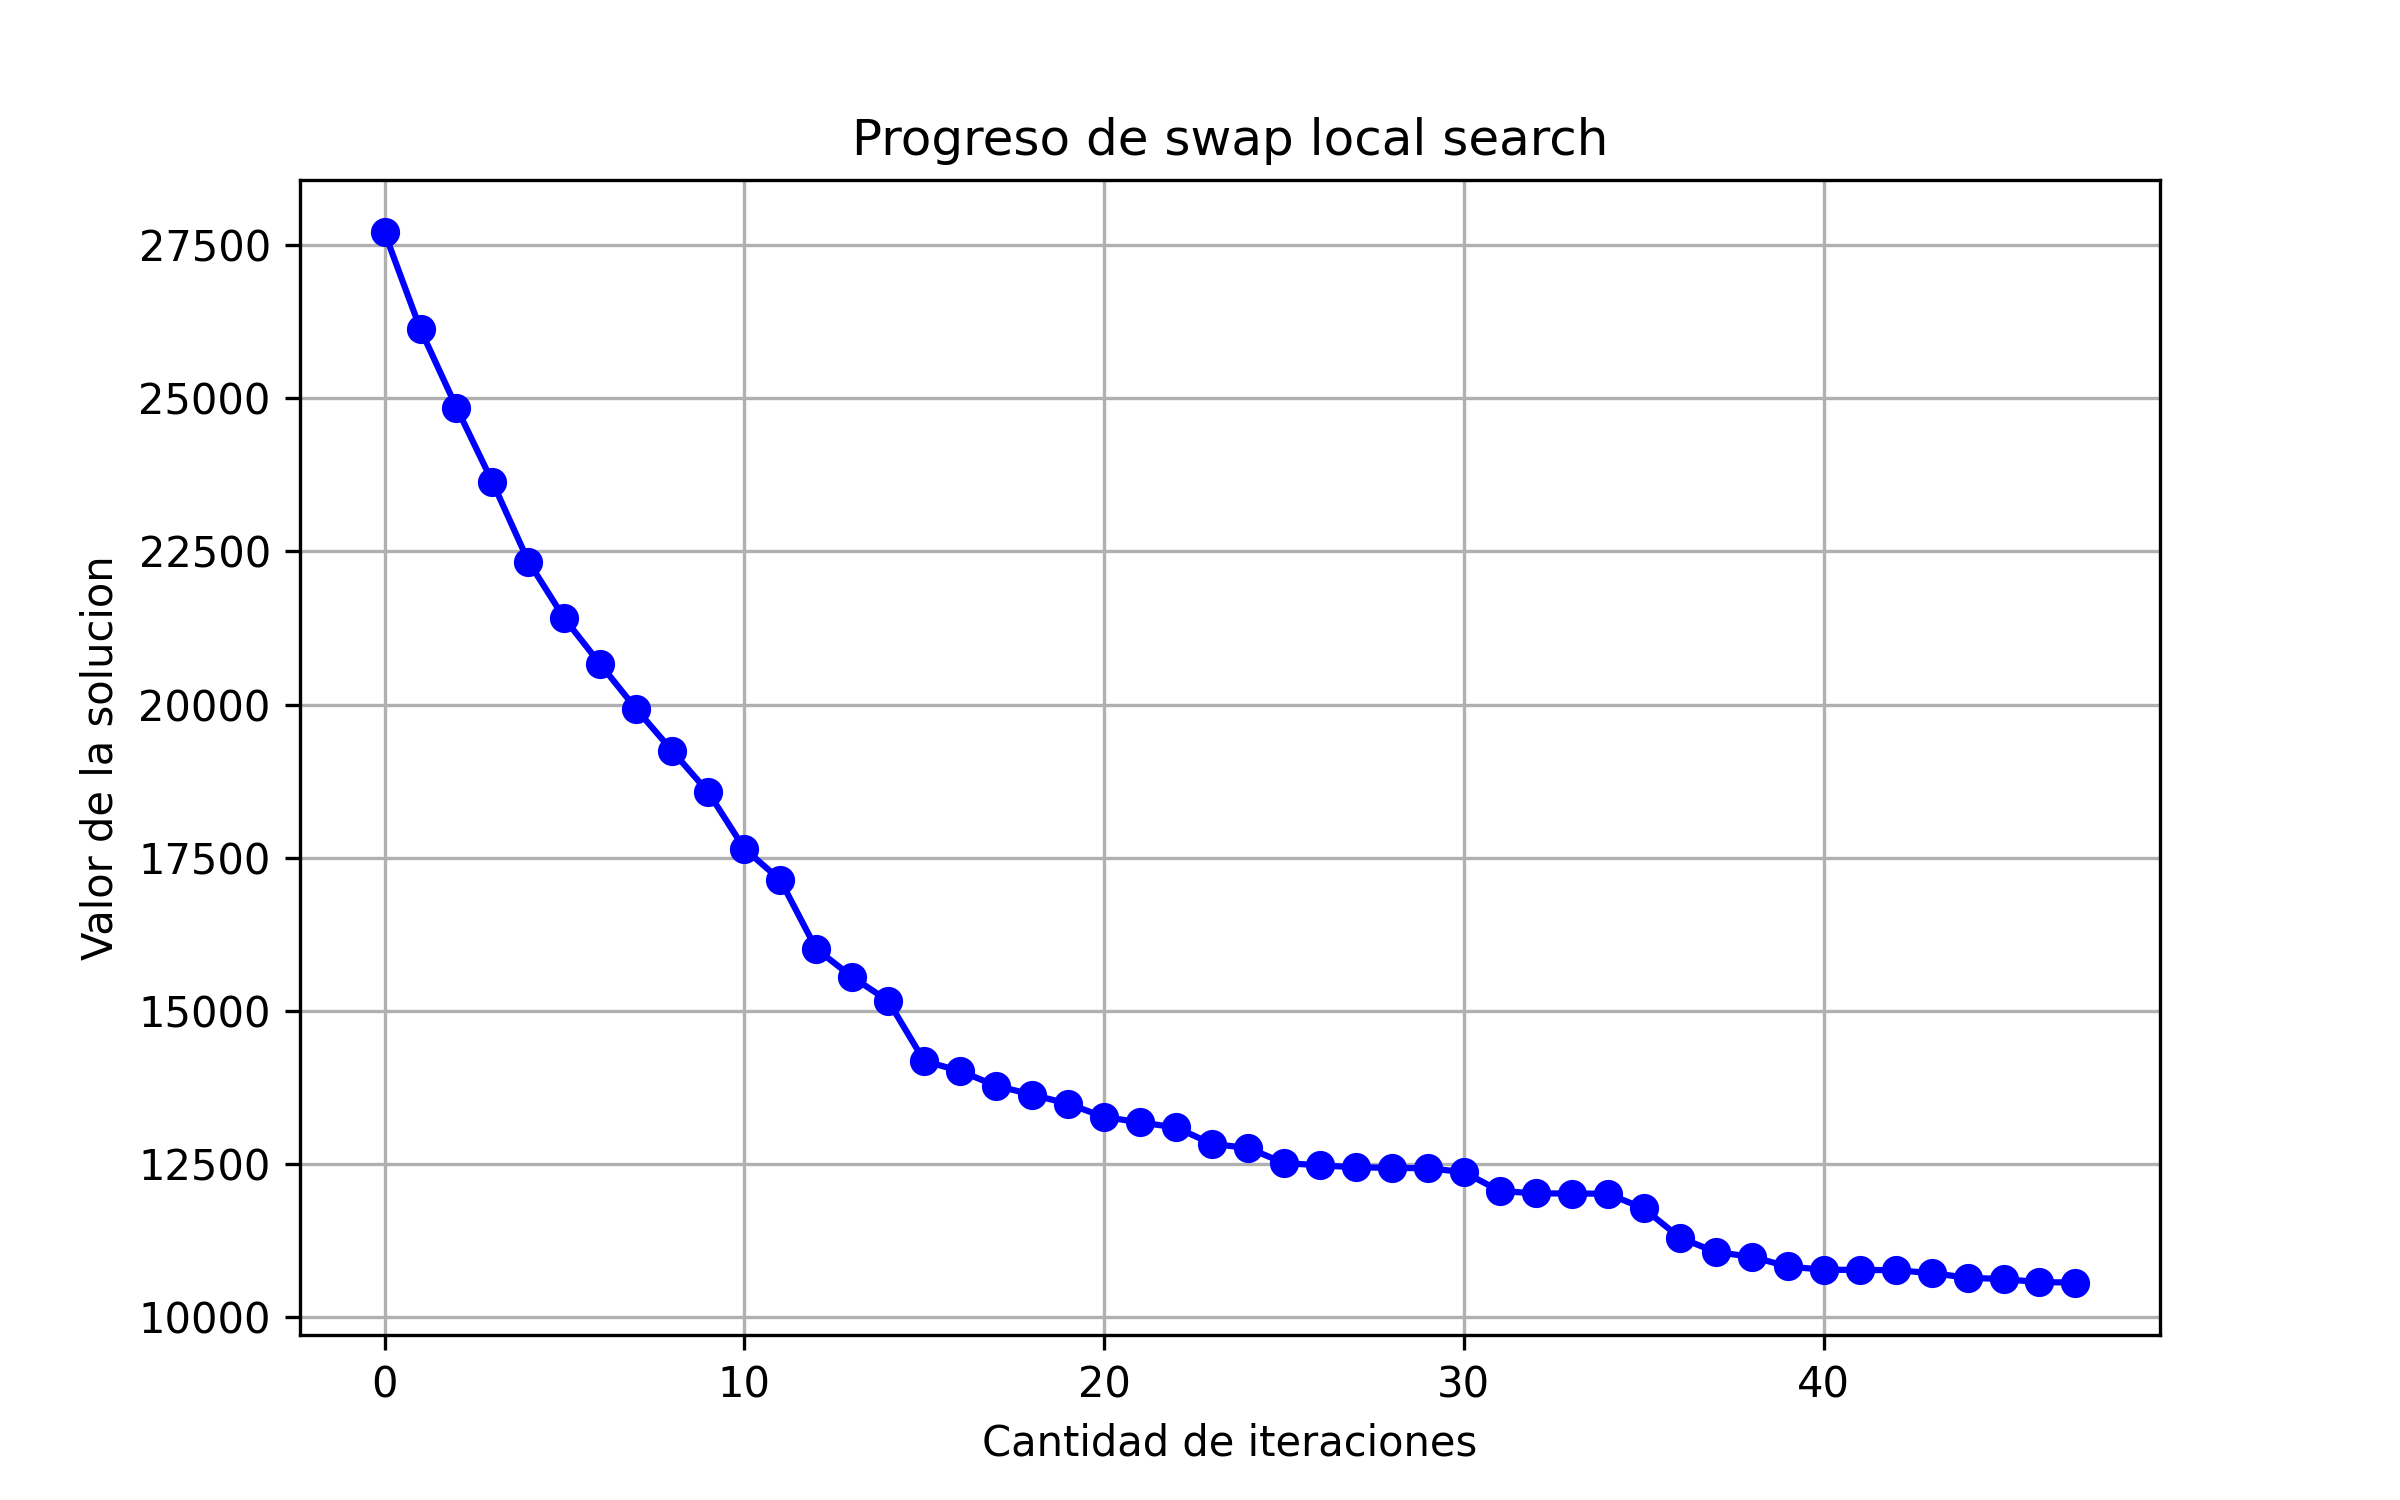 Progreso de swap local search
27500
25000
22500
20000
17500
15000
12500
10000
Valor de la solucion
0 10 20 30 40
Cantidad de iteraciones